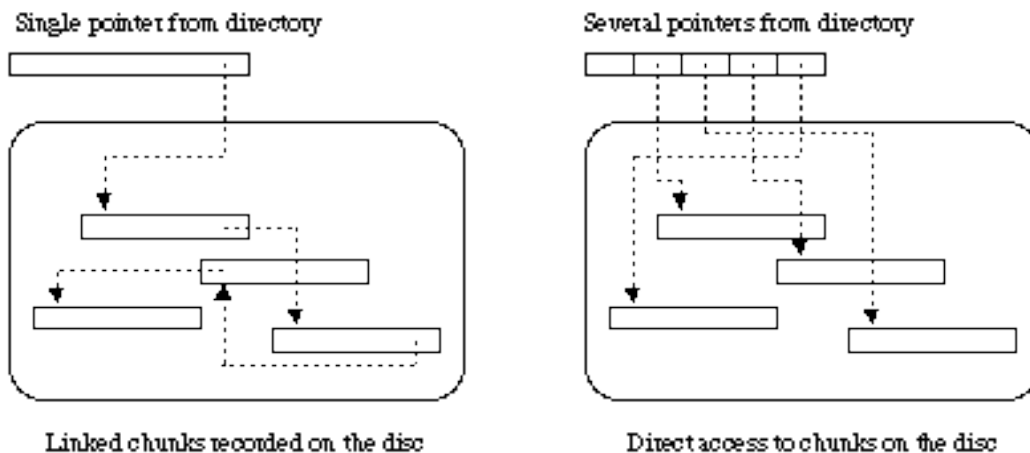 Single pointer from directory
Several pointers from directory
Linked chunks recorded on the disc
Direct access to chunks on the disc